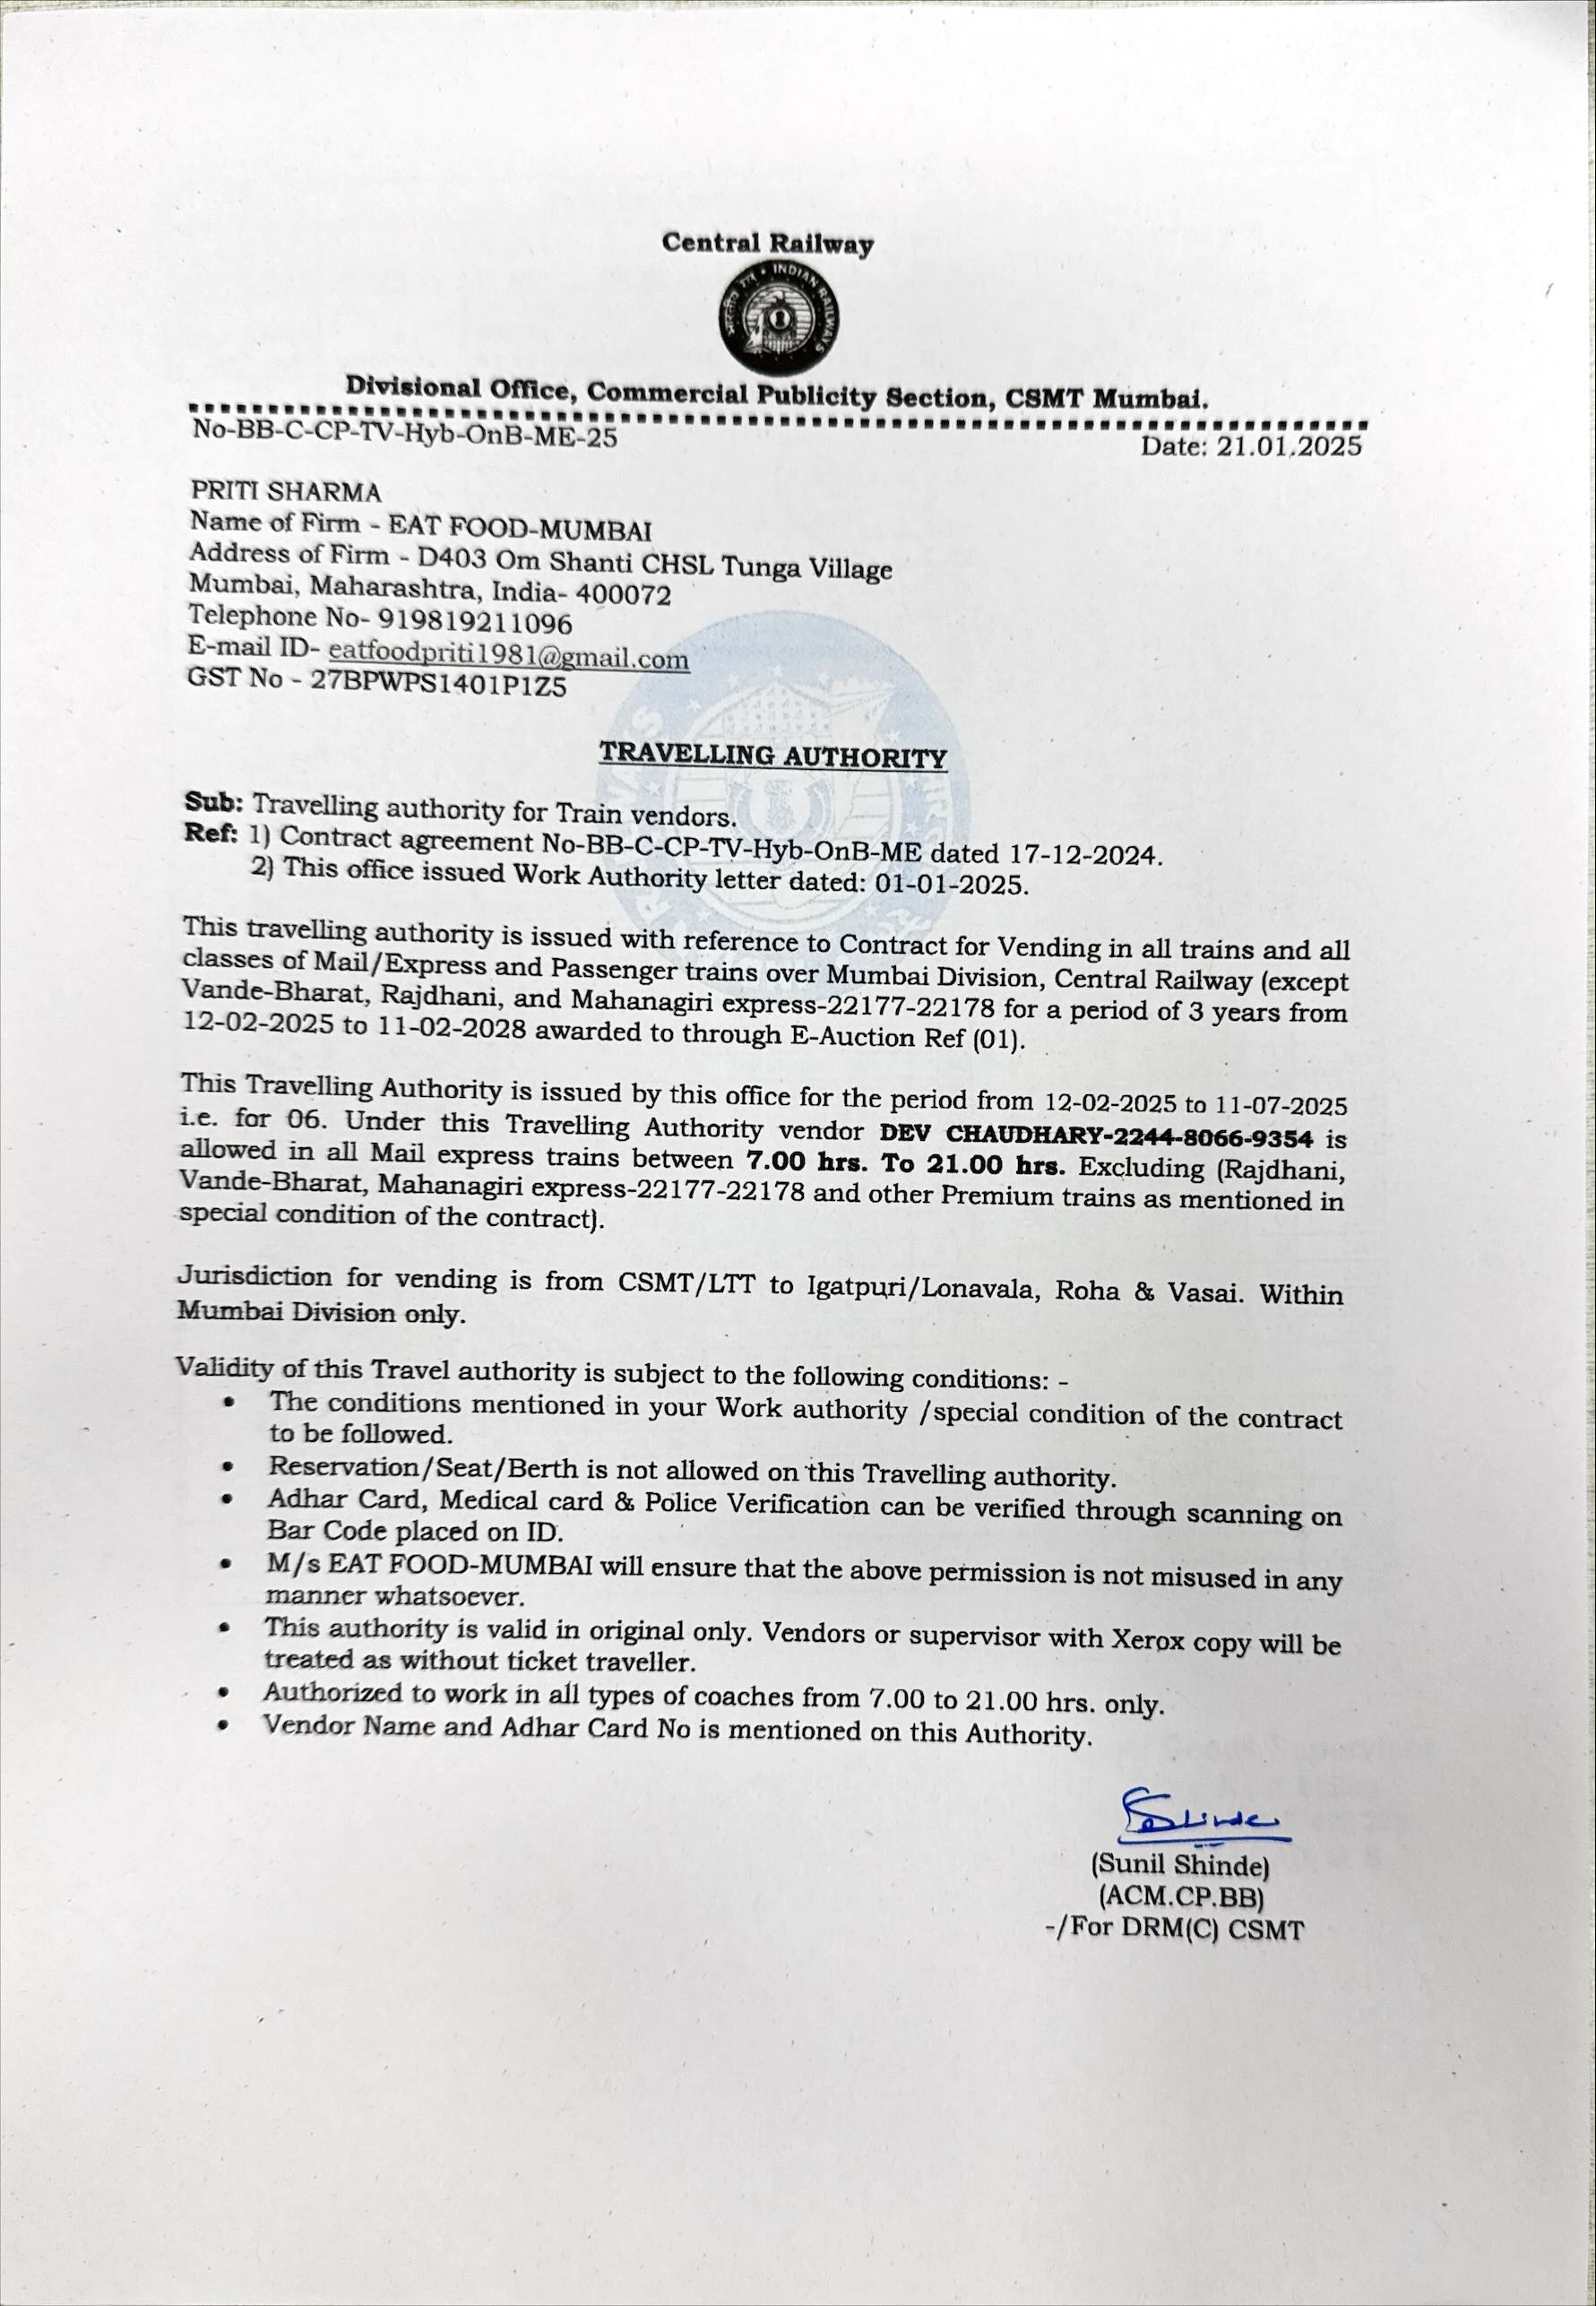 Central Railway
भारतीय रेल • INDIAN RAILWAYS
Divisional Office, Commercial Publicity Section, CSMT Mumbai.
No-BB-C-CP-TV-Hyb-OnB-ME-25
Date: 21.01.2025
PRITI SHARMA
Name of Firm - EAT FOOD-MUMBAI
Address of Firm - D403 Om Shanti CHSL Tunga Village
Mumbai, Maharashtra, India- 400072
Telephone No- 919819211096
E-mail ID- eatfoodpriti1981@gmail.com
GST No - 27BPWPS1401P1Z5
TRAVELLING AUTHORITY
Sub: Travelling authority for Train vendors.
Ref: 1) Contract agreement No-BB-C-CP-TV-Hyb-OnB-ME dated 17-12-2024.
2) This office issued Work Authority letter dated: 01-01-2025.
This travelling authority is issued with reference to Contract for Vending in all trains and all
classes of Mail/Express and Passenger trains over Mumbai Division, Central Railway (except
Vande-Bharat, Rajdhani, and Mahanagiri express-22177-22178 for a period of 3 years from
12-02-2025 to 11-02-2028 awarded to through E-Auction Ref (01).
This Travelling Authority is issued by this office for the period from 12-02-2025 to 11-07-2025
i.e. for 06. Under this Travelling Authority vendor DEV CHAUDHARY-2244-8066-9354 is
allowed in all Mail express trains between 7.00 hrs. To 21.00 hrs. Excluding (Rajdhani,
Vande-Bharat, Mahanagiri express-22177-22178 and other Premium trains as mentioned in
special condition of the contract).
Jurisdiction for vending is from CSMT/LTT to Igatpuri/Lonavala, Roha & Vasai. Within
Mumbai Division only.
Validity of this Travel authority is subject to the following conditions: -
• The conditions mentioned in your Work authority /special condition of the contract
to be followed.
• Reservation/Seat/Berth is not allowed on this Travelling authority.
• Adhar Card, Medical card & Police Verification can be verified through scanning on
Bar Code placed on ID.
• M/s EAT FOOD-MUMBAI will ensure that the above permission is not misused in any
manner whatsoever.
• This authority is valid in original only. Vendors or supervisor with Xerox copy will be
treated as without ticket traveller.
• Authorized to work in all types of coaches from 7.00 to 21.00 hrs. only.
• Vendor Name and Adhar Card No is mentioned on this Authority.
Shinde
(Sunil Shinde)
(ACM.CP.BB)
-/For DRM(C) CSMT